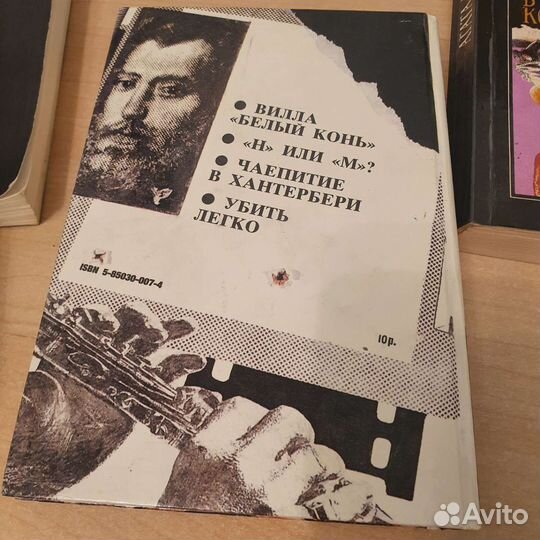 ● ВИЛЛА
«БЕЛЫЙ КОНЬ»
● «Н» ИЛИ «М»?
● ЧАЕПИТИЕ
В ХАНТЕРБЕРИ
● УБИТЬ
ЛЕГКО
ISBN 5-85030-007-4
10р.
Avito